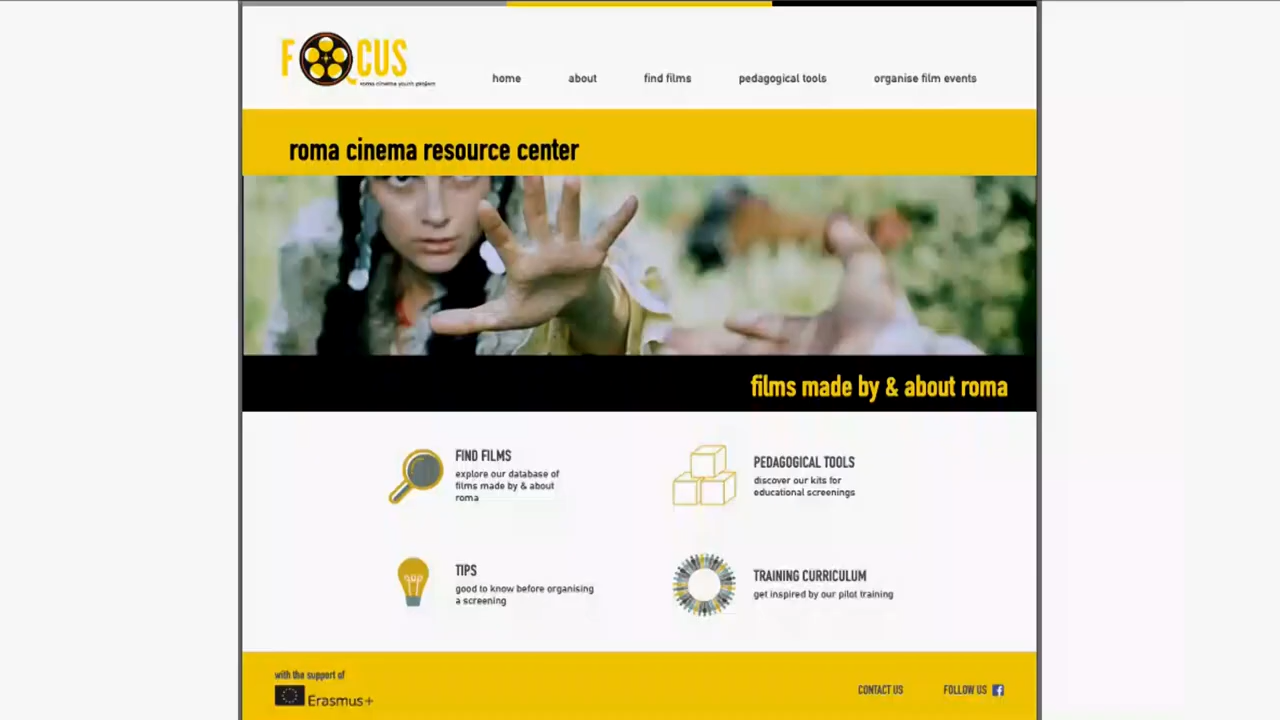 FOCUS
roma cinema youth project
home about find films pedagogical tools organise film events
roma cinema resource center
films made by & about roma
FIND FILMS
explore our database of
films made by & about
roma
PEDAGOGICAL TOOLS
discover our kits for
educational screenings
TIPS
good to know before organising
a screening
TRAINING CURRICULUM
get inspired by our pilot training
with the support of
Erasmus+
CONTACT US
FOLLOW US f